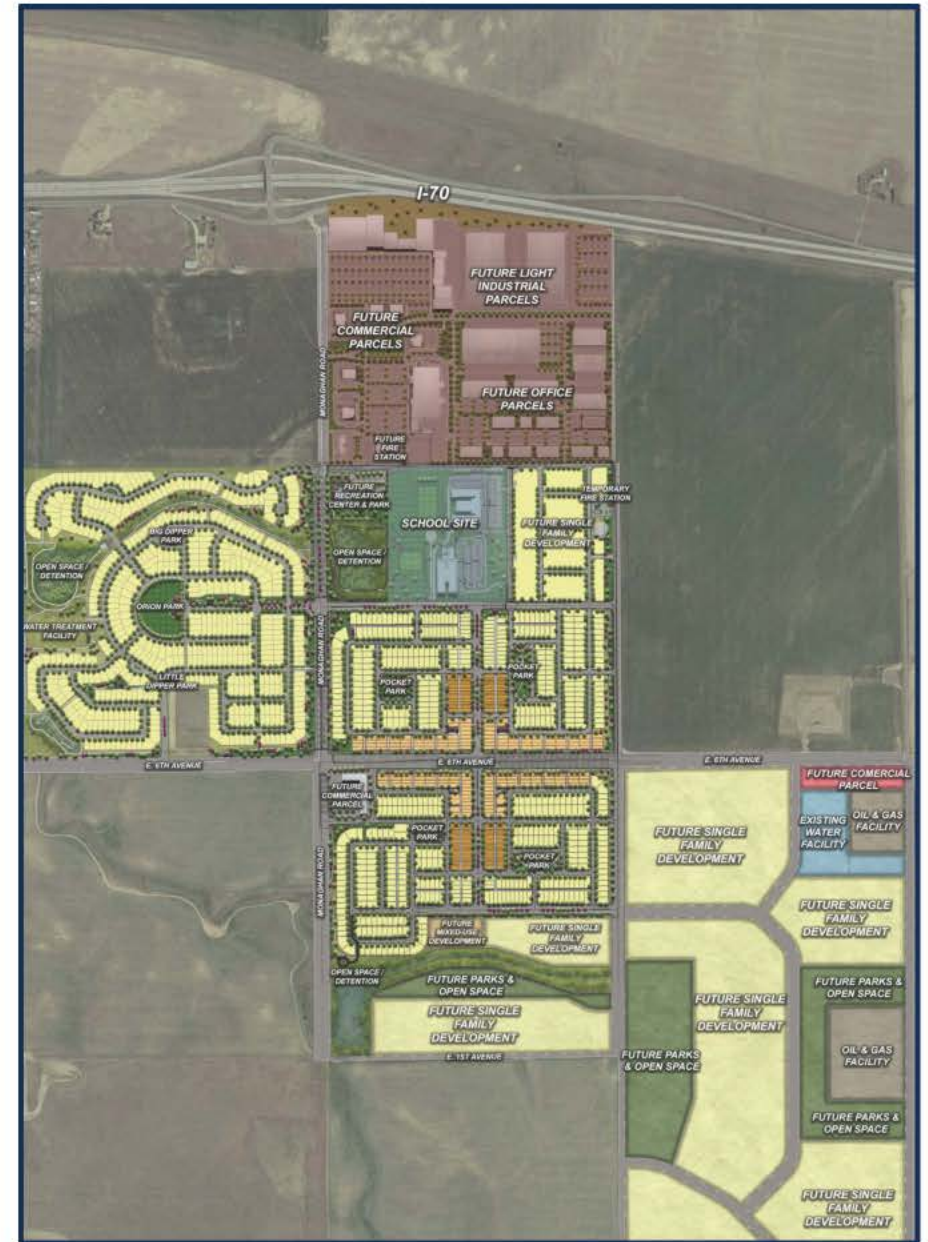 I-70
FUTURE LIGHT
INDUSTRIAL
PARCELS
FUTURE
COMMERCIAL
PARCELS
MONAGHAN ROAD
FUTURE OFFICE
PARCELS
FUTURE
FIRE
STATION
FUTURE
RECREATION
CENTER & PARK
TEMPORARY
FIRE STATION
SCHOOL SITE
FUTURE SINGLE
FAMILY
DEVELOPMENT
BIG DIPPER
PARK
OPEN SPACE /
DETENTION
OPEN SPACE /
DETENTION
ORION PARK
WATER TREATMENT
FACILITY
MONAGHAN ROAD
LITTLE
DIPPER PARK
POCKET
PARK
POCKET
PARK
E. 6TH AVENUE
E. 6TH AVENUE
E. 6TH AVENUE
FUTURE
COMMERCIAL
PARCEL
FUTURE COMERCIAL
PARCEL
EXISTING
WATER
FACILITY
OIL & GAS
FACILITY
FUTURE SINGLE
FAMILY
DEVELOPMENT
POCKET
PARK
POCKET
PARK
MONAGHAN ROAD
FUTURE SINGLE
FAMILY
DEVELOPMENT
FUTURE
MIXED-USE
DEVELOPMENT
FUTURE SINGLE
FAMILY
DEVELOPMENT
OPEN SPACE /
DETENTION
FUTURE PARKS &
OPEN SPACE
FUTURE PARKS &
OPEN SPACE
FUTURE SINGLE
FAMILY
DEVELOPMENT
FUTURE SINGLE
FAMILY
DEVELOPMENT
E. 1ST AVENUE
FUTURE PARKS
& OPEN SPACE
OIL & GAS
FACILITY
FUTURE PARKS &
OPEN SPACE
FUTURE SINGLE
FAMILY
DEVELOPMENT